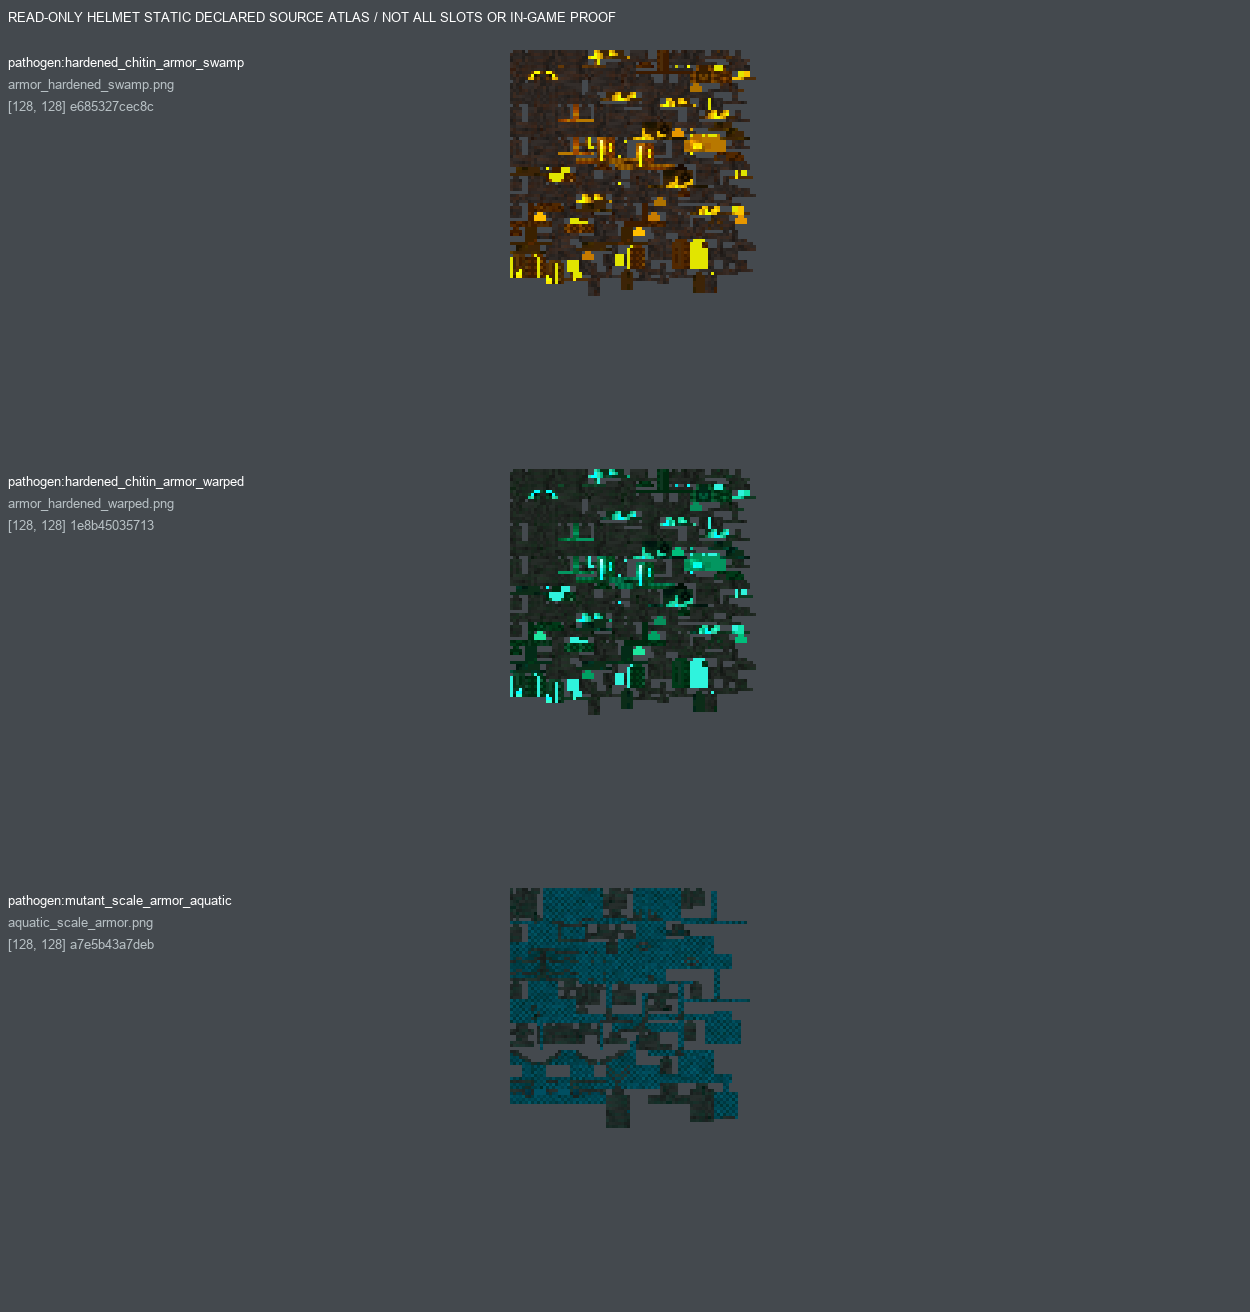 READ-ONLY HELMET STATIC DECLARED SOURCE ATLAS / NOT ALL SLOTS OR IN-GAME PROOF
pathogen:hardened_chitin_armor_swamp
armor_hardened_swamp.png
[128, 128] e685327cec8c
pathogen:hardened_chitin_armor_warped
armor_hardened_warped.png
[128, 128] 1e8b45035713
pathogen:mutant_scale_armor_aquatic
aquatic_scale_armor.png
[128, 128] a7e5b43a7deb